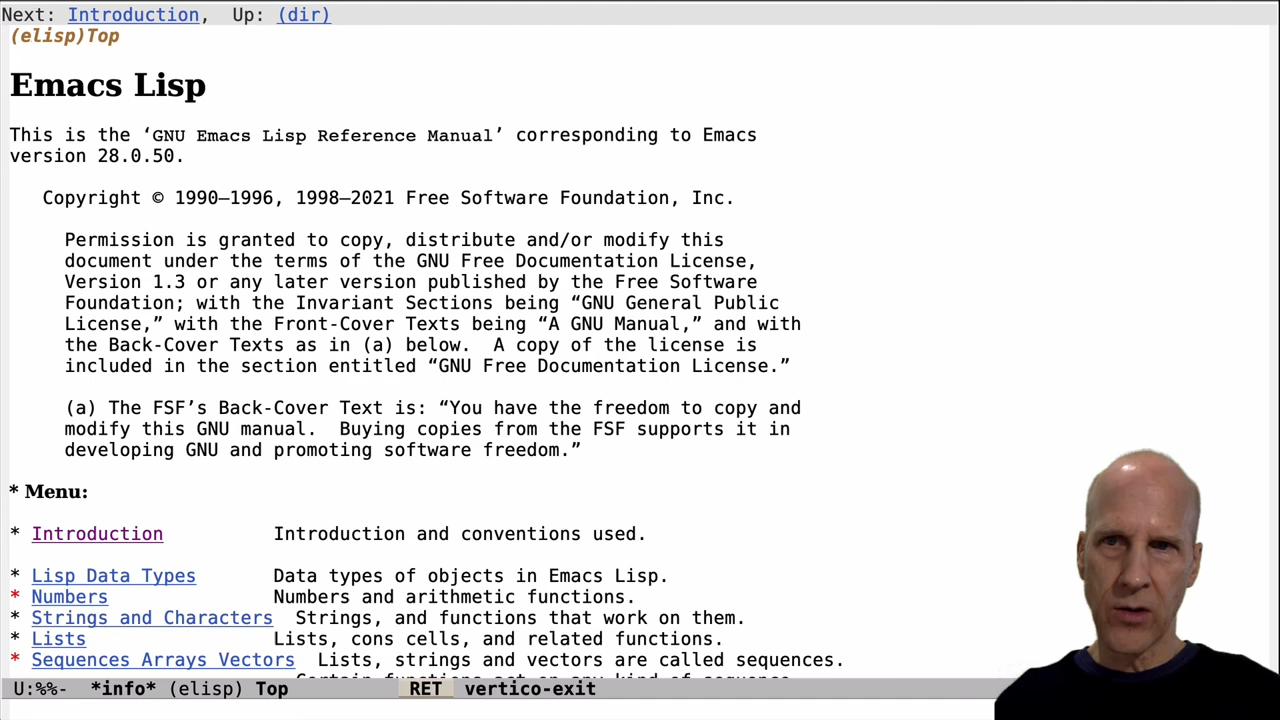 Next: Introduction,  Up: (dir)
(elisp)Top
Emacs Lisp
This is the ‘GNU Emacs Lisp Reference Manual’ corresponding to Emacs
version 28.0.50.
Copyright © 1990–1996, 1998–2021 Free Software Foundation, Inc.
Permission is granted to copy, distribute and/or modify this
document under the terms of the GNU Free Documentation License,
Version 1.3 or any later version published by the Free Software
Foundation; with the Invariant Sections being “GNU General Public
License,” with the Front-Cover Texts being “A GNU Manual,” and with
the Back-Cover Texts as in (a) below.  A copy of the license is
included in the section entitled “GNU Free Documentation License.”
(a) The FSF’s Back-Cover Text is: “You have the freedom to copy and
modify this GNU manual.  Buying copies from the FSF supports it in
developing GNU and promoting software freedom.”
* Menu:
* Introduction          Introduction and conventions used.
* Lisp Data Types       Data types of objects in Emacs Lisp.
* Numbers               Numbers and arithmetic functions.
* Strings and Characters  Strings, and functions that work on them.
* Lists                 Lists, cons cells, and related functions.
* Sequences Arrays Vectors  Lists, strings and vectors are called sequences.
U:%%-  *info* (elisp) Top  RET  vertico-exit